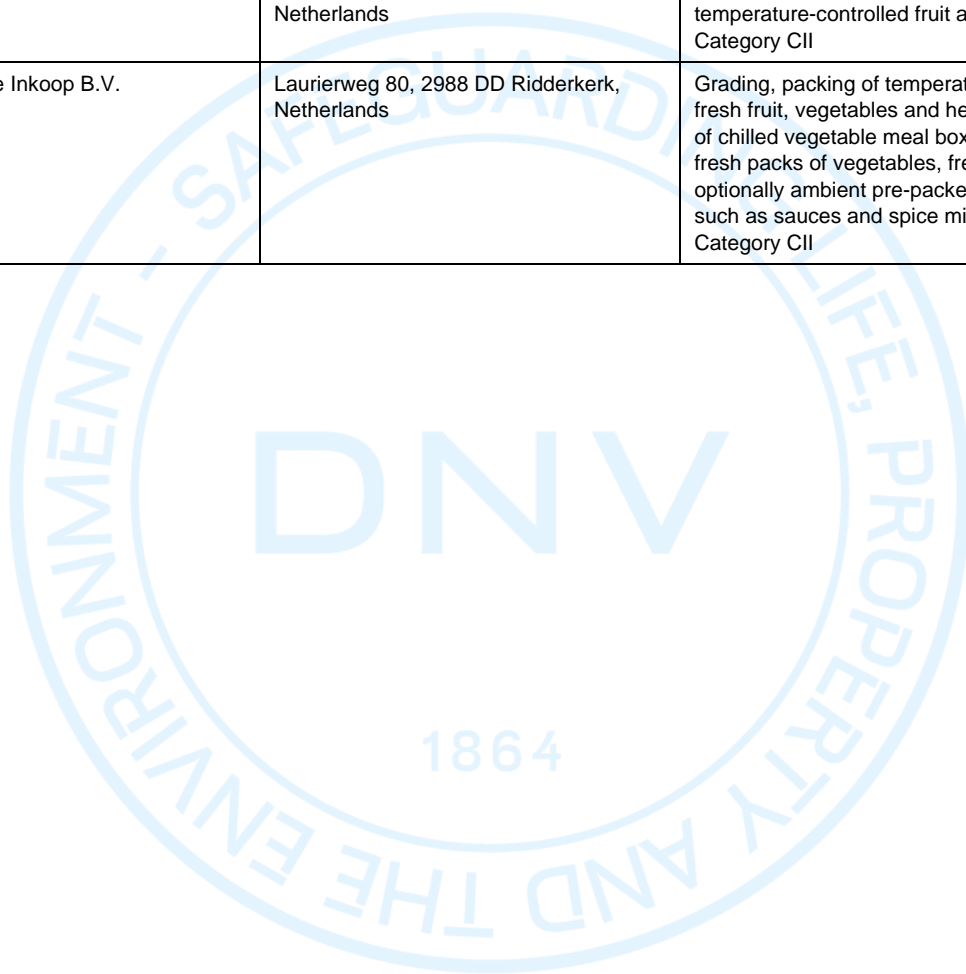 Netherlands
temperature-controlled fruit a
Category CII
e Inkoop B.V.
Laurierweg 80, 2988 DD Ridderkerk,
Netherlands
Grading, packing of temperat
fresh fruit, vegetables and he
of chilled vegetable meal box
fresh packs of vegetables, fre
optionally ambient pre-packe
such as sauces and spice mi
Category CII
SAFEGUARDING LIFE, PROPERTY AND THE ENVIRONMENT -
DNV
1864